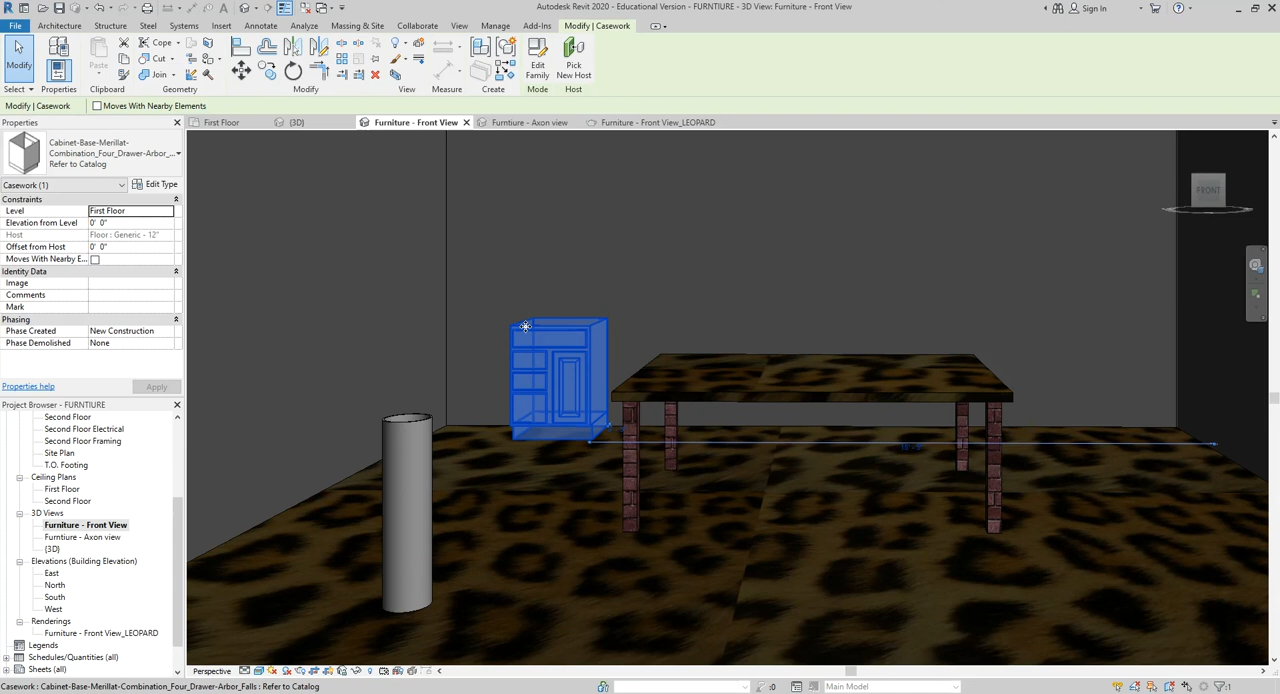 Autodesk Revit 2020 - Educational Version - FURNTIURE - 3D View: Furniture - Front View
Sign In
File Architecture Structure Steel Systems Insert Annotate Analyze Massing & Site Collaborate View Manage Add-Ins Modify | Casework
Modify
Paste
Cope
Cut
Join
Edit
Family
Pick
New Host
Select Properties Clipboard Geometry Modify View Measure Create Mode Host
Modify | Casework Moves With Nearby Elements
Properties
First Floor {3D} Furniture - Front View Furntiure - Axon view Furniture - Front View_LEOPARD
Cabinet-Base-Merillat-
Combination_Four_Drawer-Arbor_...
Refer to Catalog
Casework (1) Edit Type
Constraints
Level First Floor
Elevation from Level 0' 0"
Host Floor : Generic - 12"
Offset from Host 0' 0"
Moves With Nearby E...
Identity Data
Image
Comments
Mark
Phasing
Phase Created New Construction
Phase Demolished None
Properties help Apply
Project Browser - FURNTIURE
Second Floor
Second Floor Electrical
Second Floor Framing
Site Plan
T.O. Footing
Ceiling Plans
First Floor
Second Floor
3D Views
Furniture - Front View
Furntiure - Axon view
{3D}
Elevations (Building Elevation)
East
North
South
West
Renderings
Furniture - Front View_LEOPARD
Legends
Schedules/Quantities (all)
Sheets (all)
FRONT
Perspective
Casework : Cabinet-Base-Merillat-Combination_Four_Drawer-Arbor_Falls : Refer to Catalog
:0
Main Model
:1